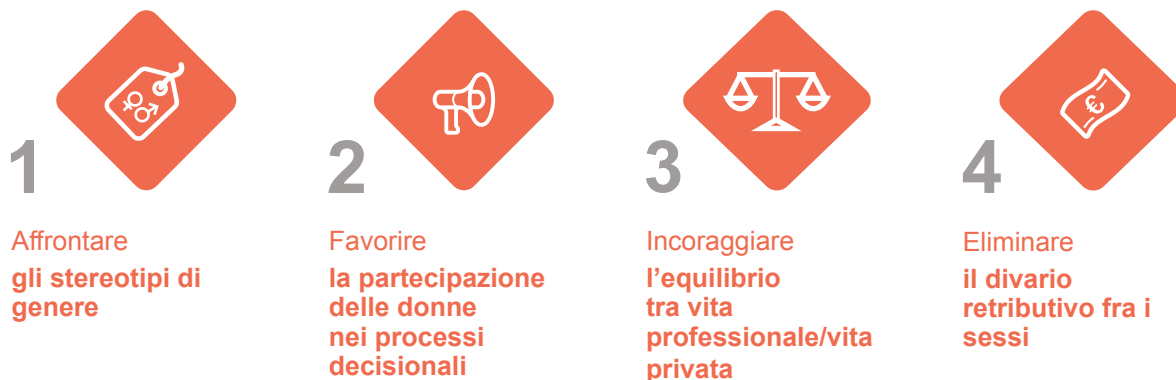 1
Affrontare
gli stereotipi di
genere
2
Favorire
la partecipazione
delle donne
nei processi
decisionali
3
Incoraggiare
l’equilibrio
tra vita
professionale/vita
privata
4
€
Eliminare
il divario
retributivo fra i
sessi